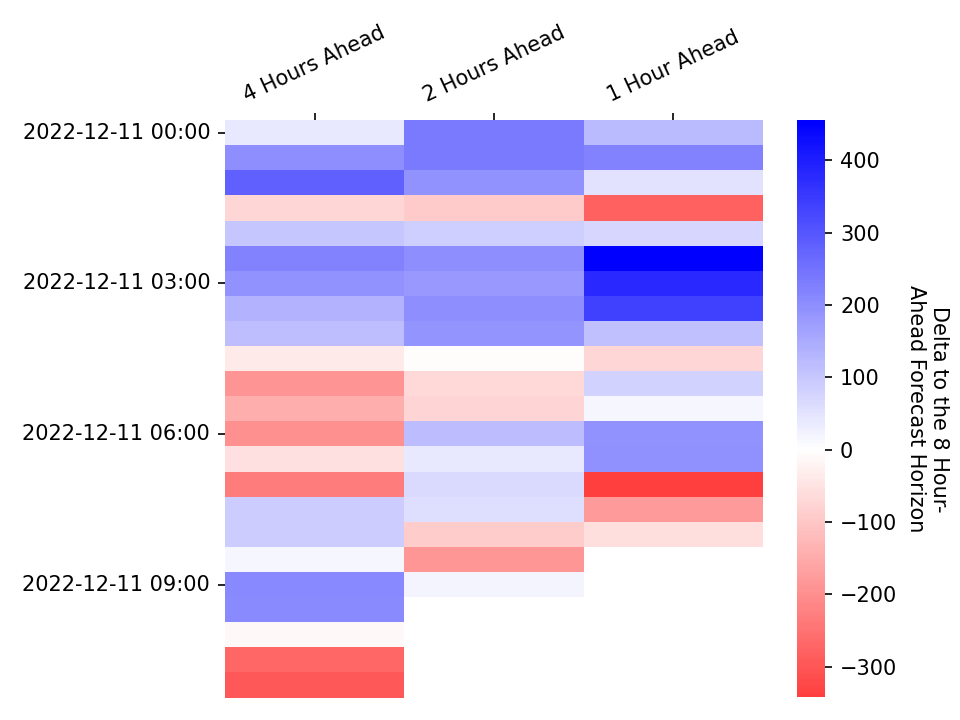 4 Hours Ahead
2 Hours Ahead
1 Hour Ahead
2022-12-11 00:00
2022-12-11 03:00
2022-12-11 06:00
2022-12-11 09:00
400
300
200
100
0
−100
−200
−300
Delta to the 8 Hour-
Ahead Forecast Horizon